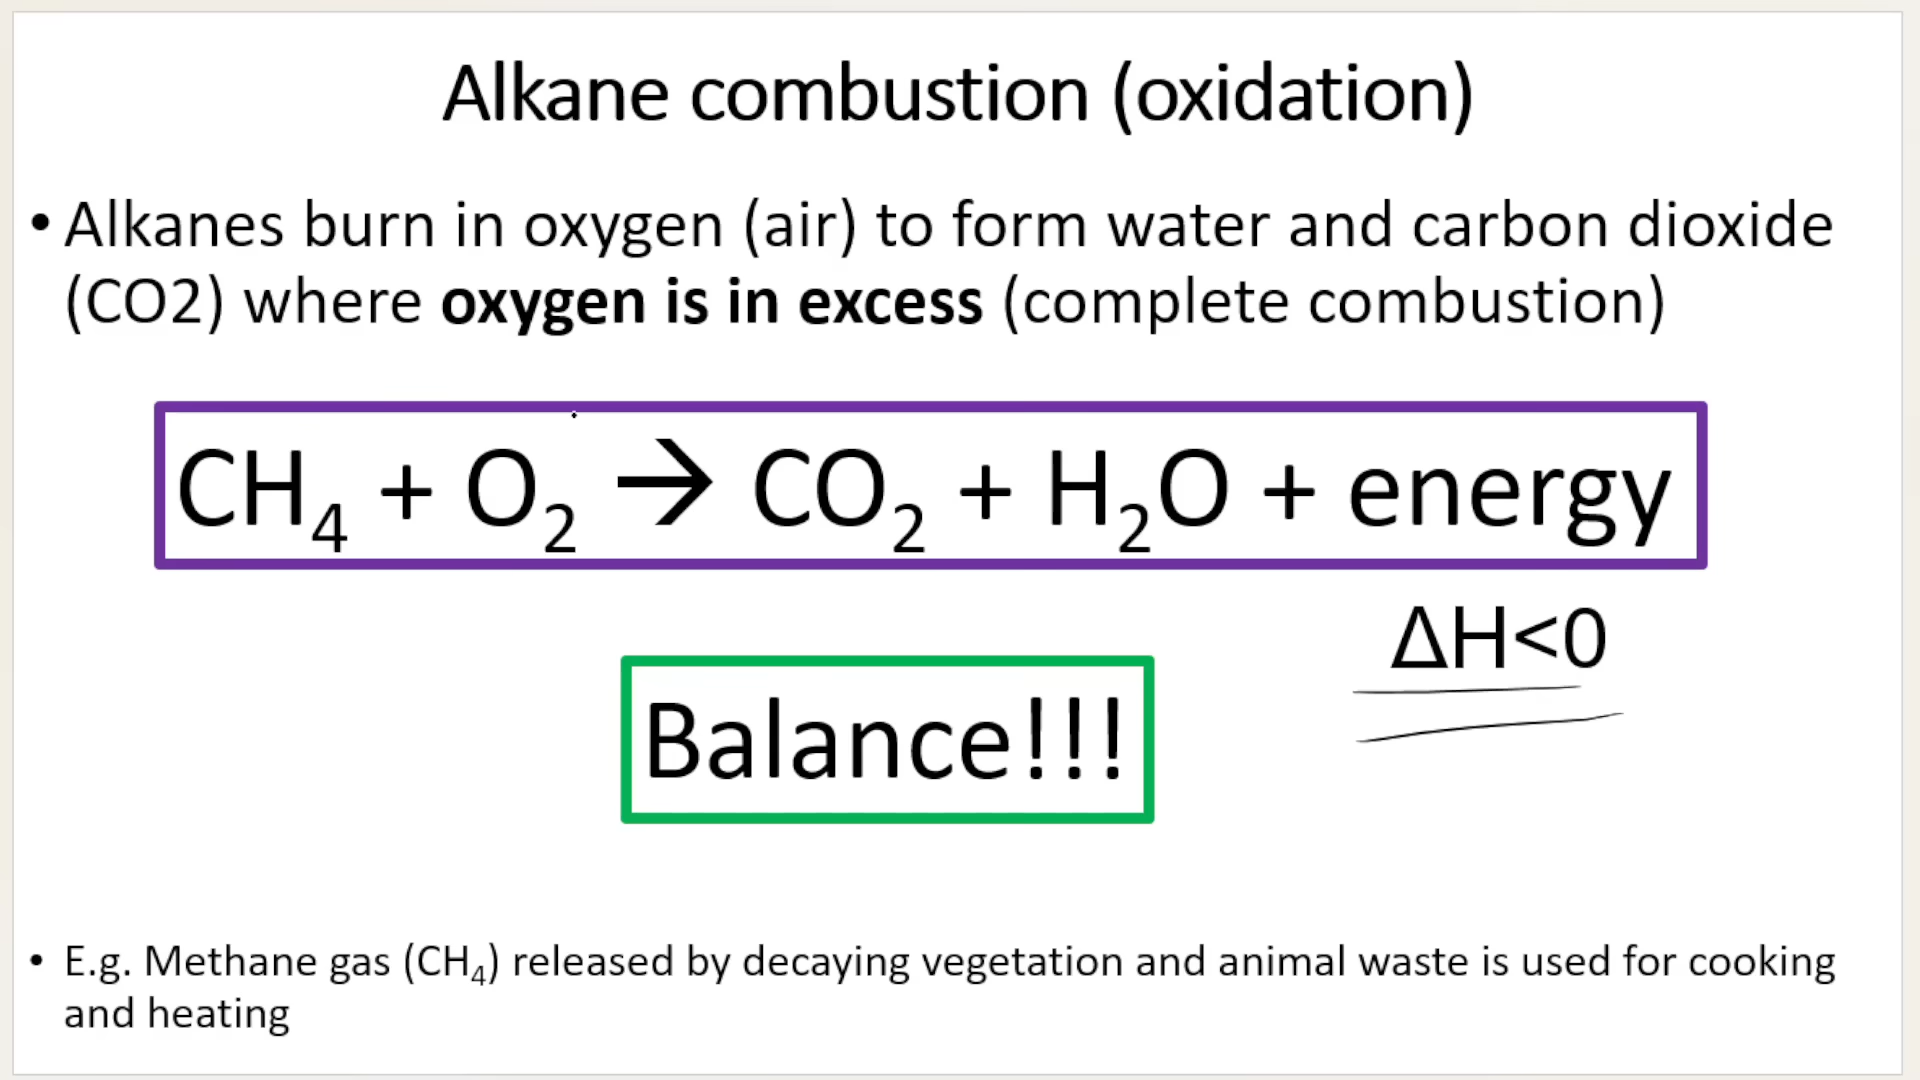 Alkane combustion (oxidation)
• Alkanes burn in oxygen (air) to form water and carbon dioxide
(CO2) where oxygen is in excess (complete combustion)
CH₄ + O₂ → CO₂ + H₂O + energy
ΔH<0
Balance!!!
• E.g. Methane gas (CH₄) released by decaying vegetation and animal waste is used for cooking
and heating